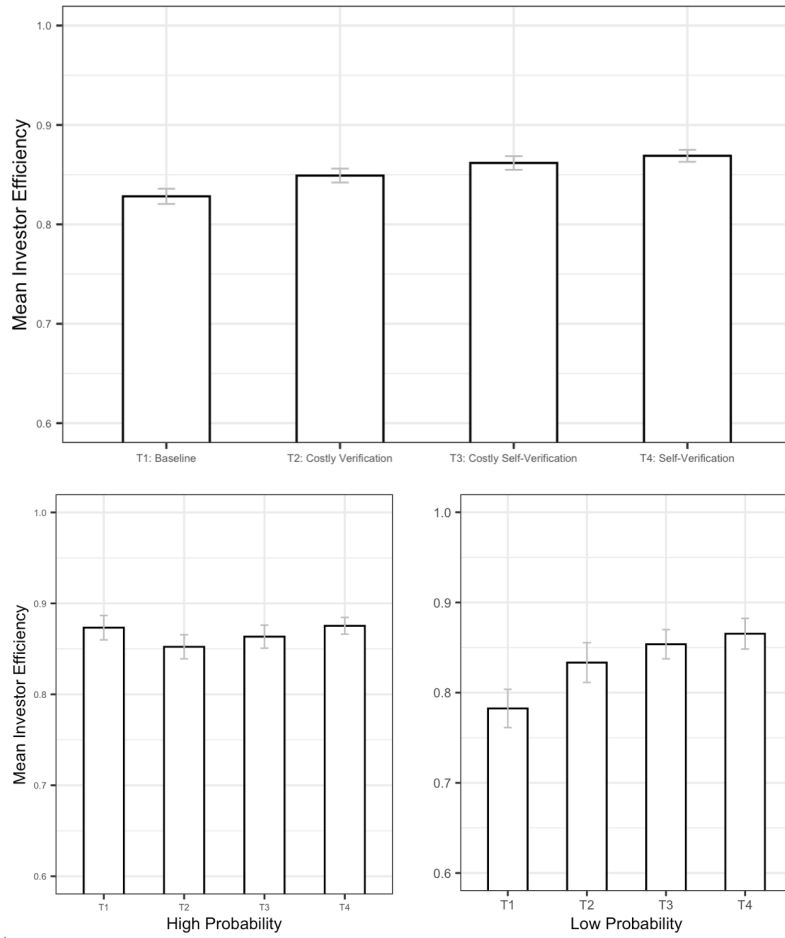 Mean Investor Efficiency
1.0
0.9
0.8
0.7
0.6
T1: Baseline T2: Costly Verification T3: Costly Self-Verification T4: Self-Verification
Mean Investor Efficiency
1.0
0.9
0.8
0.7
0.6
T1 T2 T3 T4
High Probability
1.0
0.9
0.8
0.7
0.6
T1 T2 T3 T4
Low Probability